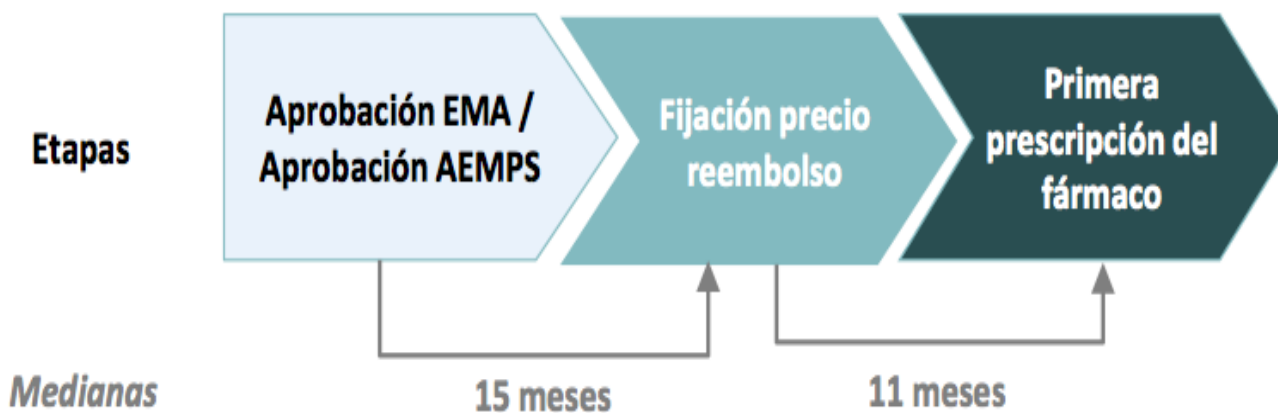 Etapas
Aprobación EMA /
Aprobación AEMPS
Fijación precio
reembolso
Primera
prescripción del
fármaco
Medianas
15 meses
11 meses